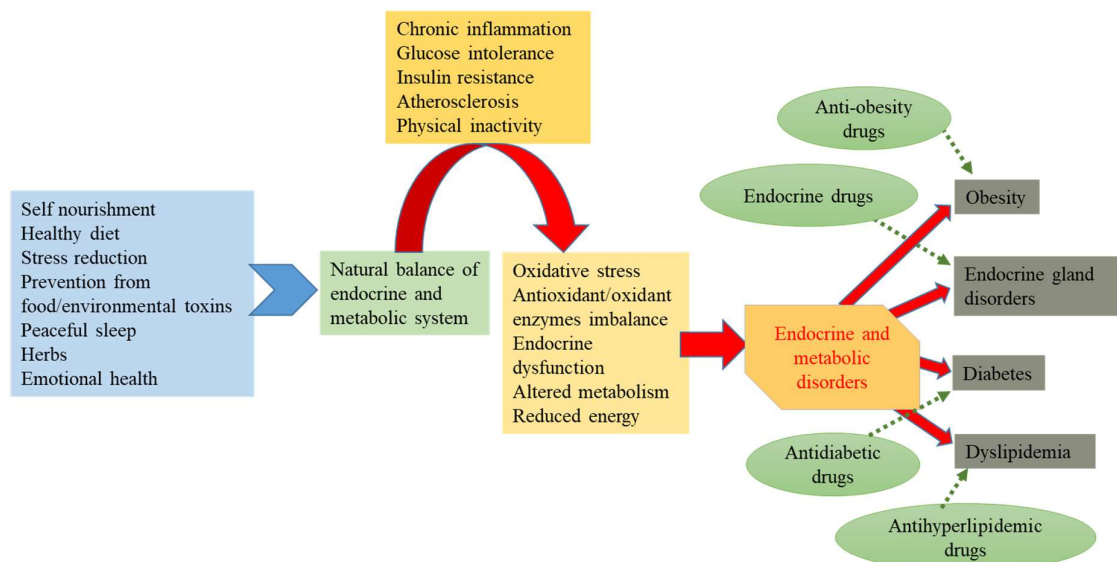 Chronic inflammation
Glucose intolerance
Insulin resistance
Atherosclerosis
Physical inactivity
Self nourishment
Healthy diet
Stress reduction
Prevention from
food/environmental toxins
Peaceful sleep
Herbs
Emotional health
Natural balance of
endocrine and
metabolic system
Oxidative stress
Antioxidant/oxidant
enzymes imbalance
Endocrine
dysfunction
Altered metabolism
Reduced energy
Endocrine and
metabolic
disorders
Anti-obesity
drugs
Endocrine drugs
Obesity
Endocrine gland
disorders
Diabetes
Dyslipidemia
Antidiabetic
drugs
Antihyperlipidemic
drugs